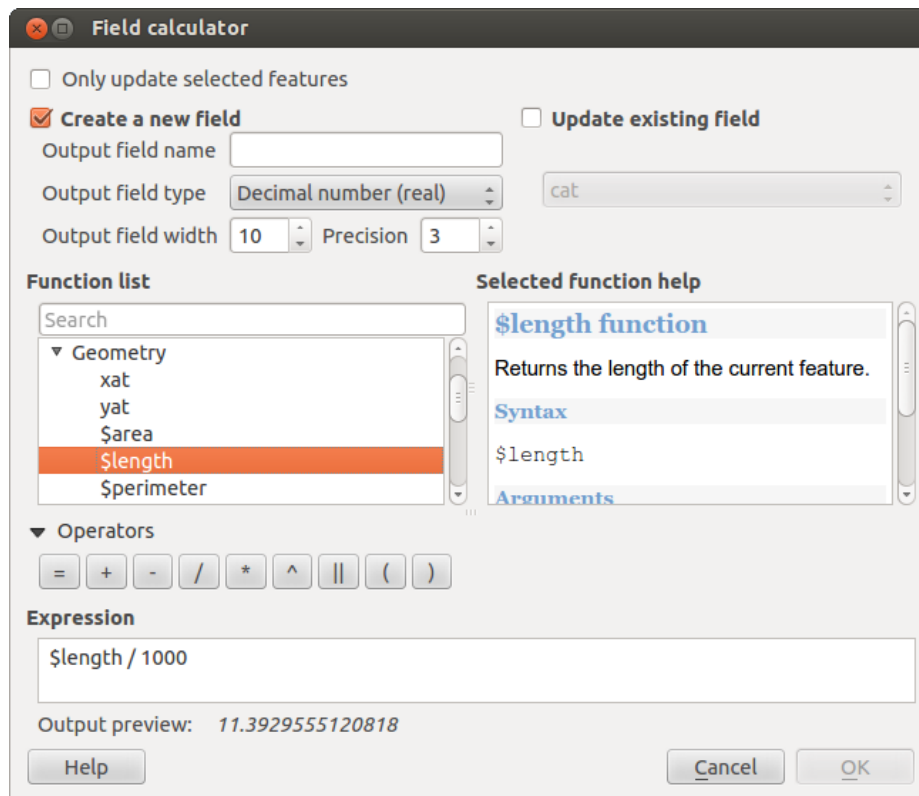 Field calculator
Only update selected features
Create a new field
Update existing field
Output field name
Output field type Decimal number (real)
cat
Output field width 10 Precision 3
Function list
Selected function help
Search
Geometry
xat
yat
$area
$length
$perimeter
$length function
Returns the length of the current feature.
Syntax
$length
Arguments
Operators
= + - / * ^ || ( )
Expression
$length / 1000
Output preview: 11.3929555120818
Help
Cancel
OK